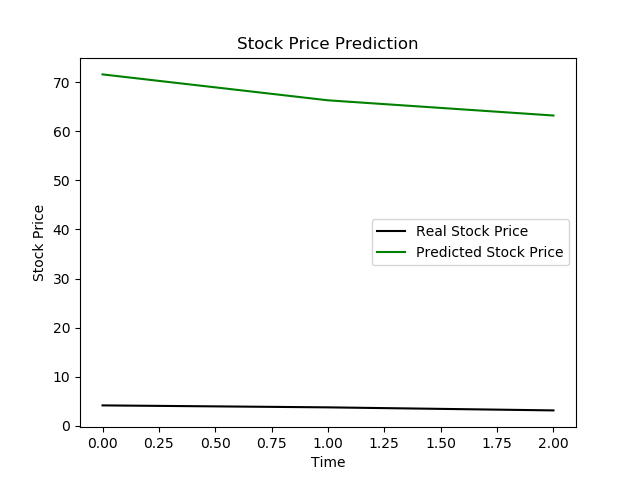 Stock Price Prediction
70
60
50
40
30
20
10
0
Stock Price
Real Stock Price
Predicted Stock Price
0.00 0.25 0.50 0.75 1.00 1.25 1.50 1.75 2.00
Time